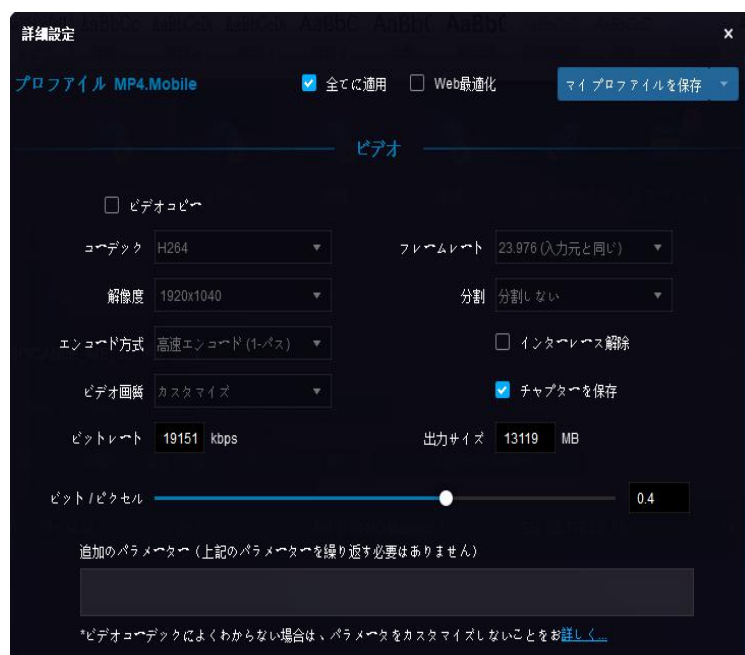 詳細設定
×
プロファイル MP4.Mobile
全てに適用
Web最適化
マイ プロファイルを保存
ビデオ
ビデオコピー
コーデック H264
フレームレート 23.976 (入力元と同じ)
解像度 1920x1040
分割 分割しない
エンコード方式 高速エンコード (1-パス)
インターレース解除
ビデオ画質 カスタマイズ
チャプターを保存
ビットレート 19151 kbps
出力サイズ 13119 MB
ビット / ピクセル 0.4
追加のパラメーター（上記のパラメーターを繰り返す必要はありません）
*ビデオコーデックによくわからない場合は、パラメータをカスタマイズしないことをお詳しく...